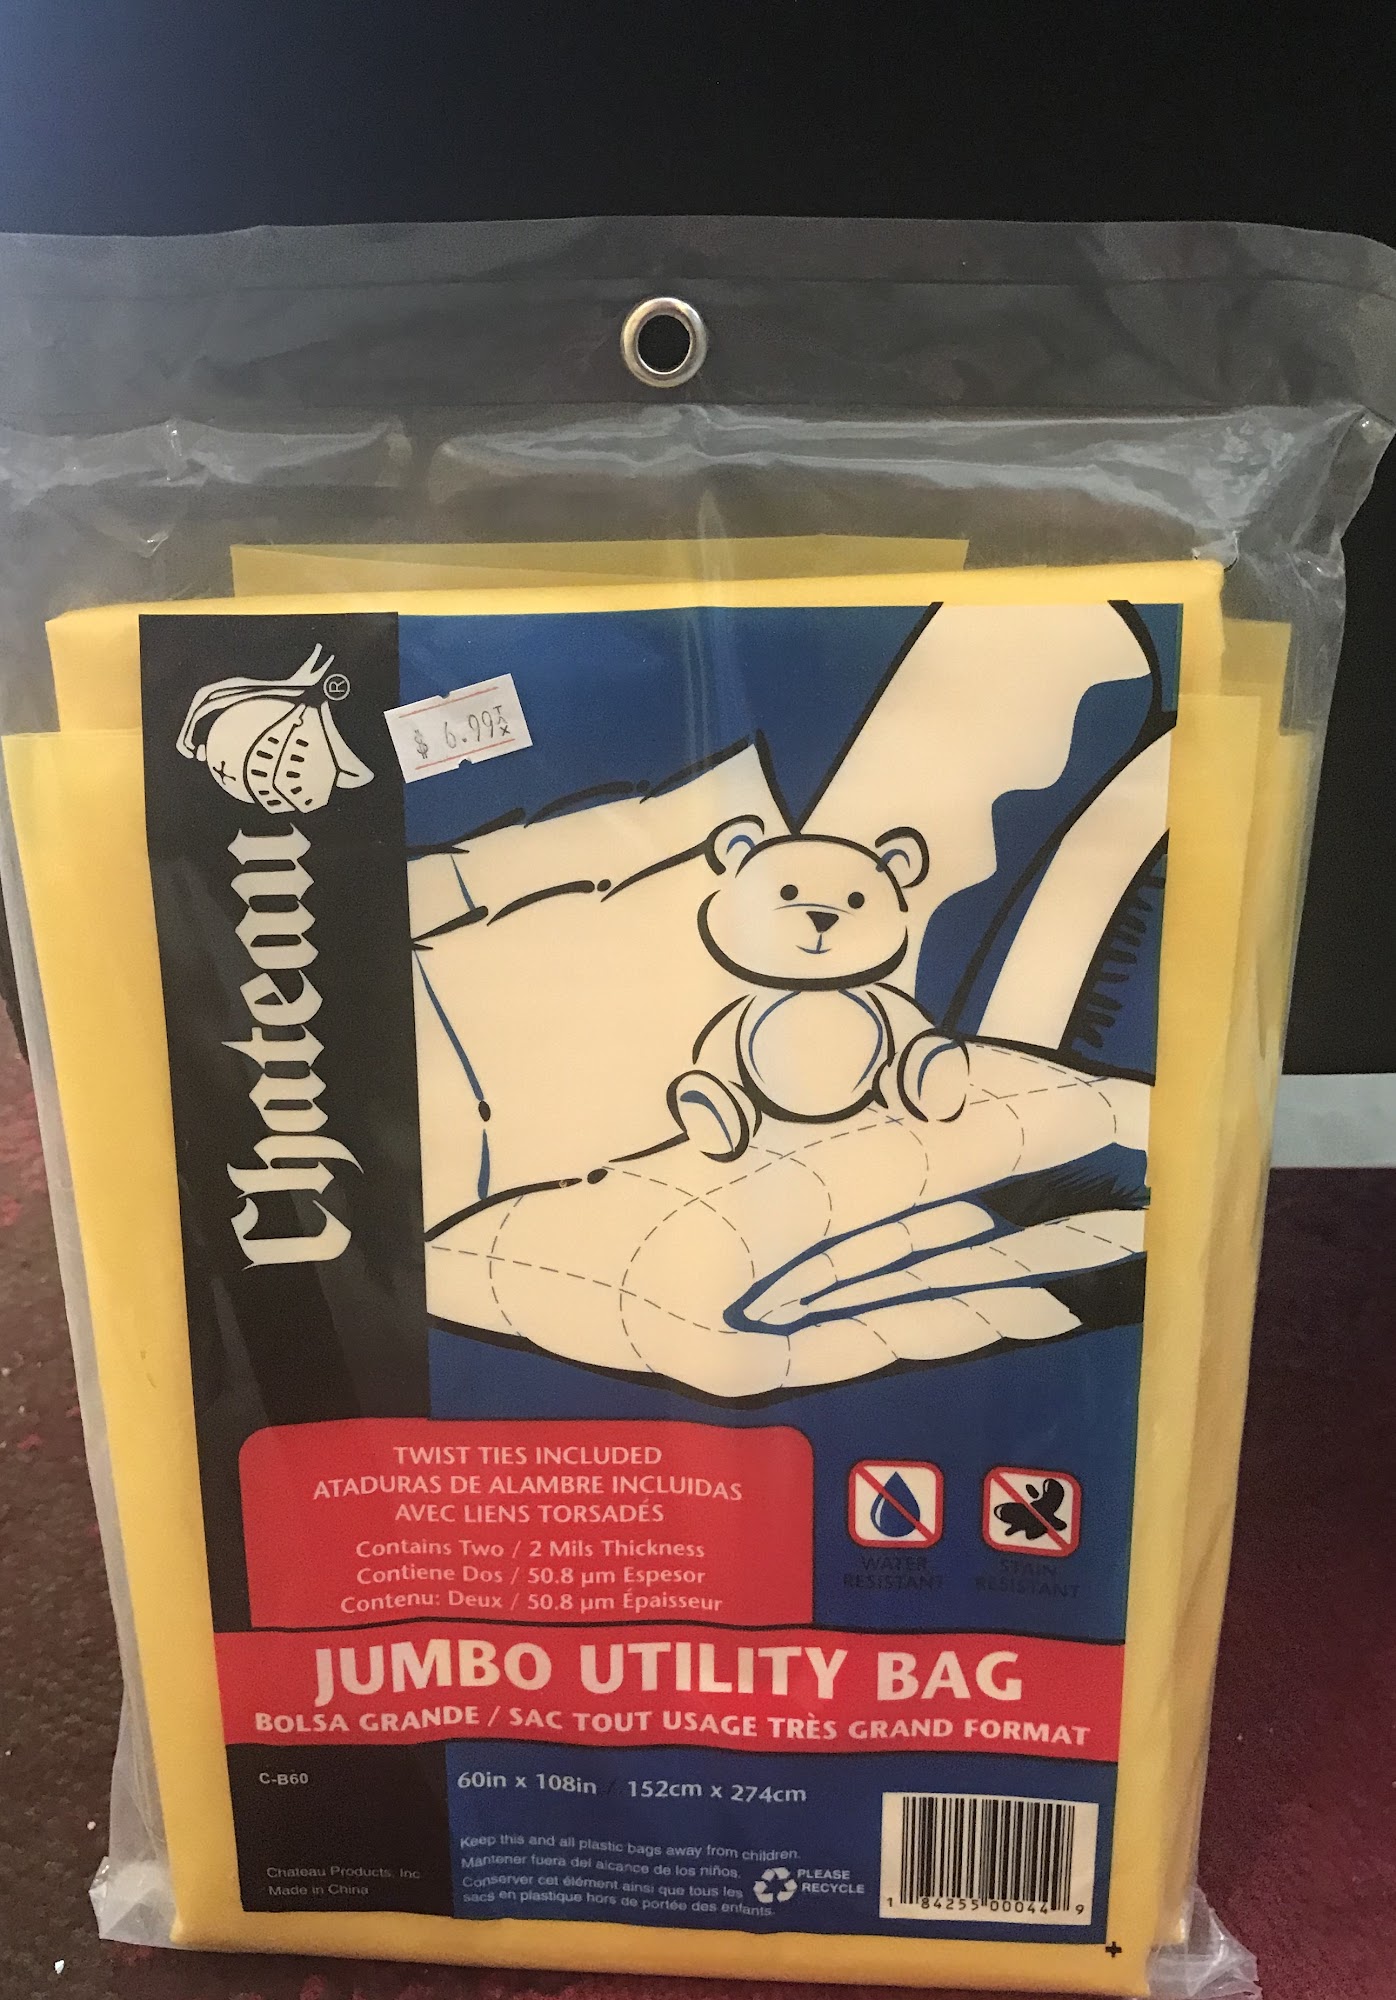 Chateau®
$ 6.99 TAX
TWIST TIES INCLUDED
ATADURAS DE ALAMBRE INCLUIDAS
AVEC LIENS TORSADÉS
Contains Two / 2 Mils Thickness
Contiene Dos / 50.8 µm Espesor
Contenu: Deux / 50.8 µm Épaisseur
WATER
RESISTANT
STAIN
RESISTANT
JUMBO UTILITY BAG
BOLSA GRANDE / SAC TOUT USAGE TRÈS GRAND FORMAT
C-B60
60in x 108in / 152cm x 274cm
Keep this and all plastic bags away from children.
Mantener fuera del alcance de los niños.
Conserver cet élément ainsi que tous les
sacs en plastique hors de portée des enfants.
PLEASE
RECYCLE
Chateau Products, Inc
Made in China
1 84255 00044 9